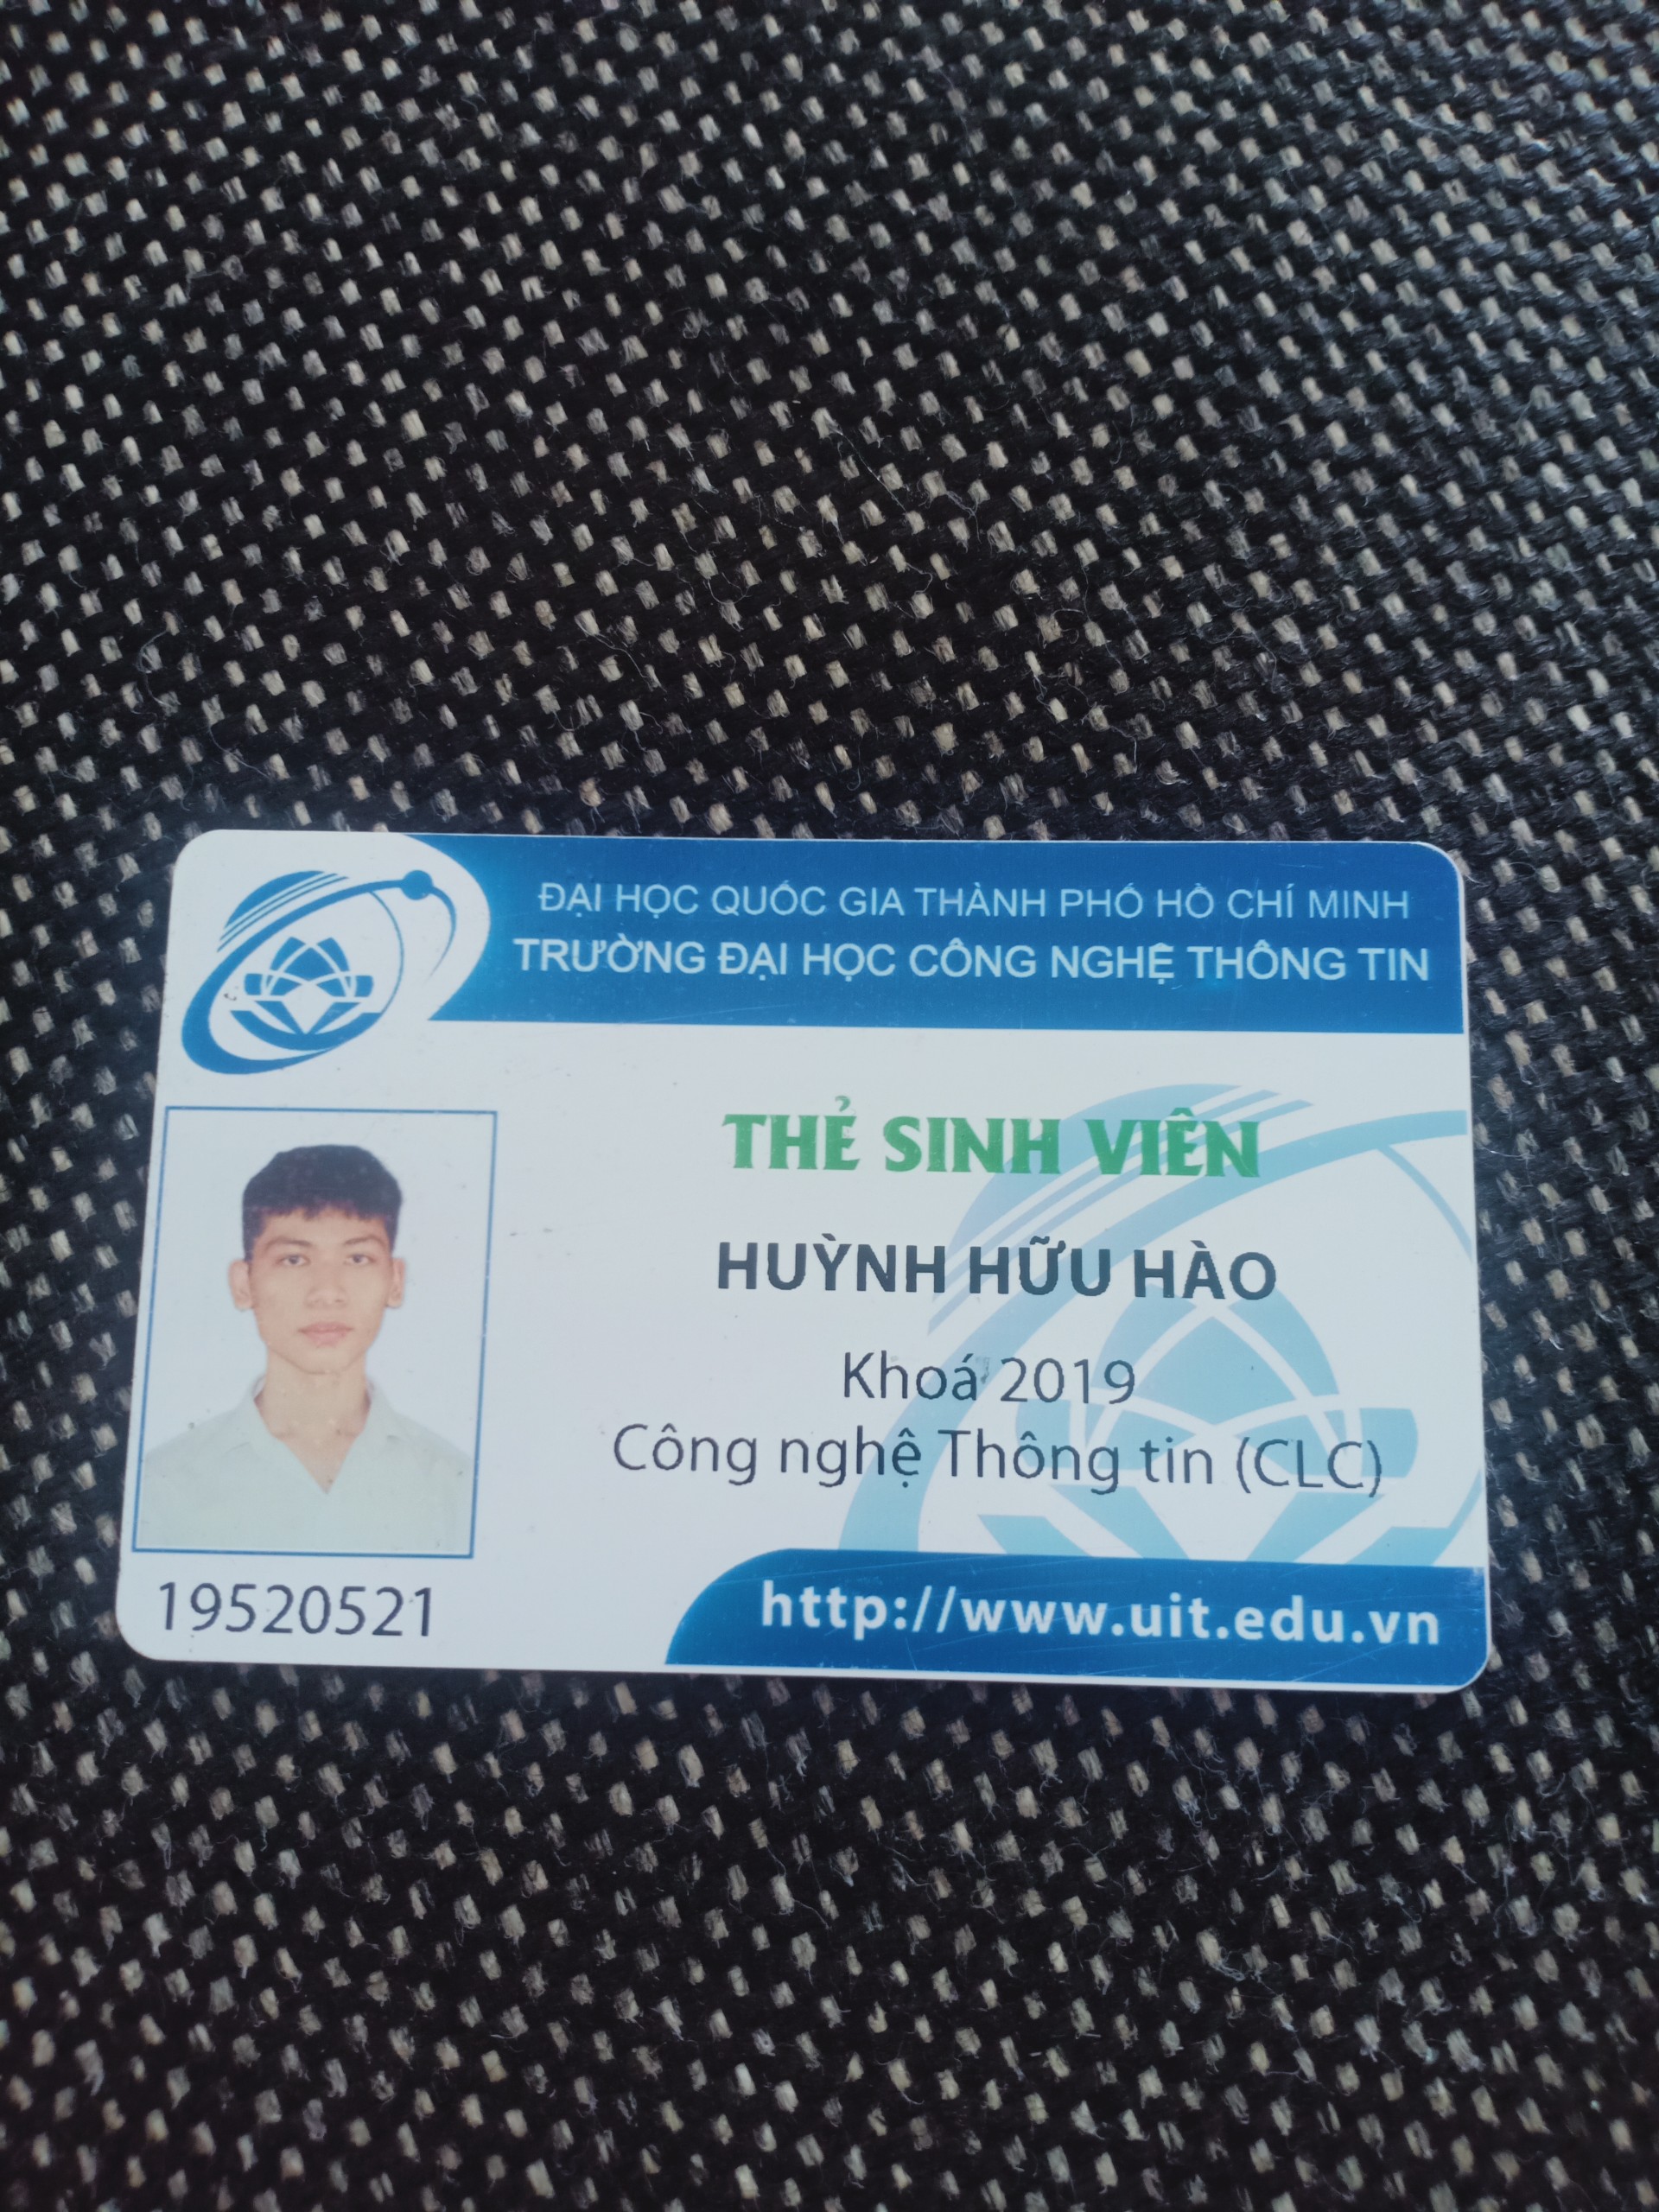 ĐẠI HỌC QUỐC GIA THÀNH PHỐ HỒ CHÍ MINH
TRƯỜNG ĐẠI HỌC CÔNG NGHỆ THÔNG TIN
THẺ SINH VIÊN
HUỲNH HỮU HÀO
Khoá 2019
Công nghệ Thông tin (CLC)
19520521
http://www.uit.edu.vn